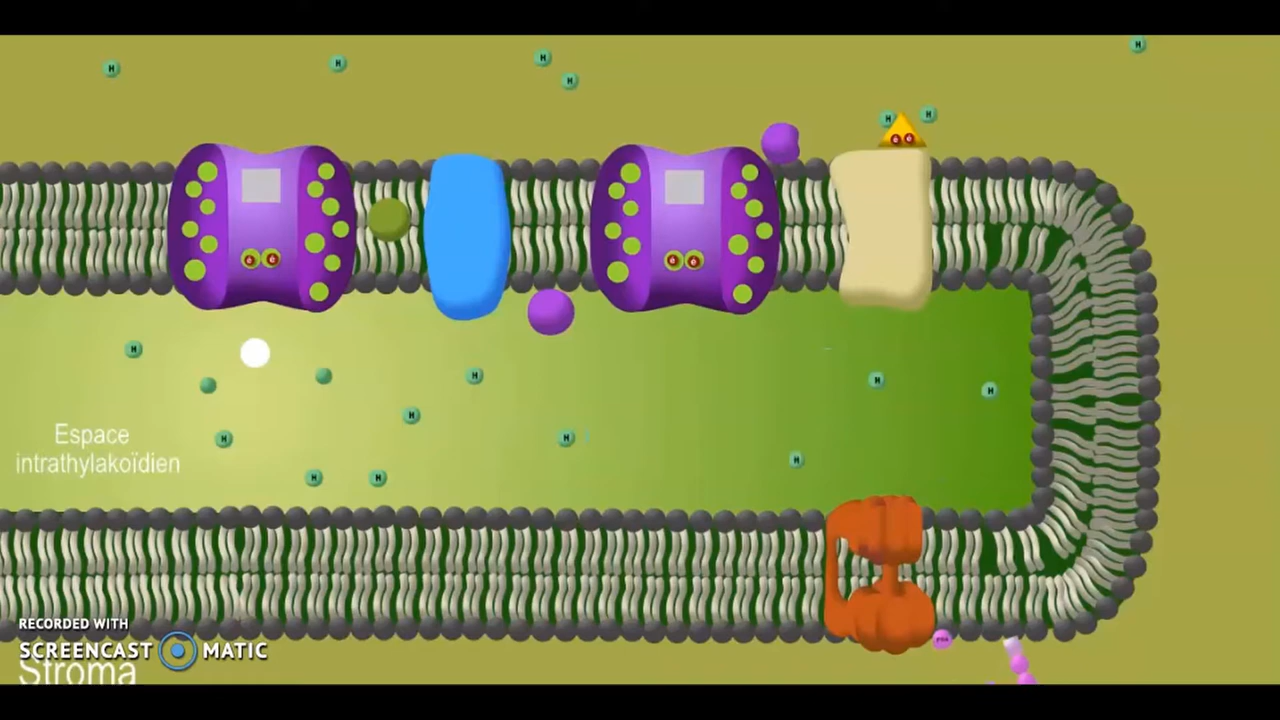 H
H
H
H
H
H
H
é é
é é
é é
H
H
H
H
H
H
H
H
H
H
H
Espace
intrathylakoïdien
RECORDED WITH
SCREENCAST MATIC
Stroma